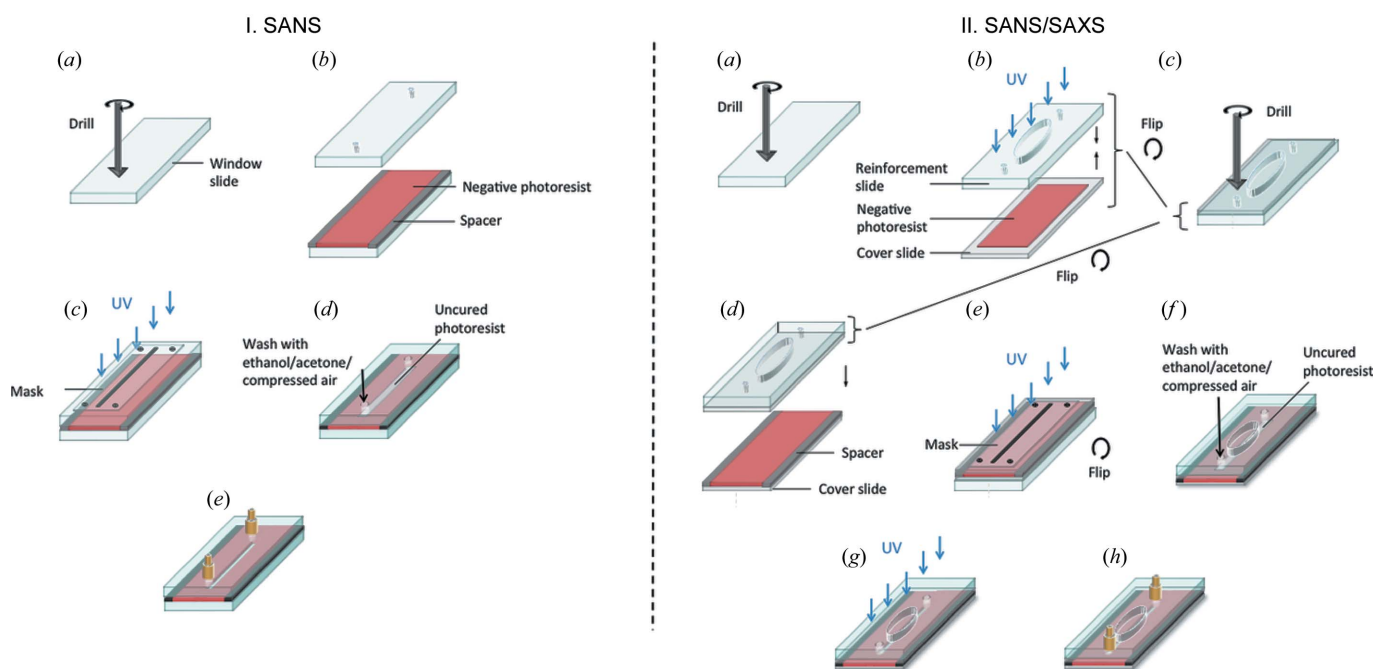 I. SANS
(a)
Drill
Window
slide
(b)
Negative photoresist
Spacer
(c)
UV
Mask
(d)
Uncured
photoresist
Wash with
ethanol/acetone/
compressed air
(e)
II. SANS/SAXS
(a)
Drill
(b)
UV
Flip
Reinforcement
slide
Negative
photoresist
Cover slide
(c)
Drill
Flip
(d)
Spacer
Cover slide
(e)
UV
Mask
Flip
(f)
Wash with
ethanol/acetone/
compressed air
Uncured
photoresist
(g)
UV
(h)